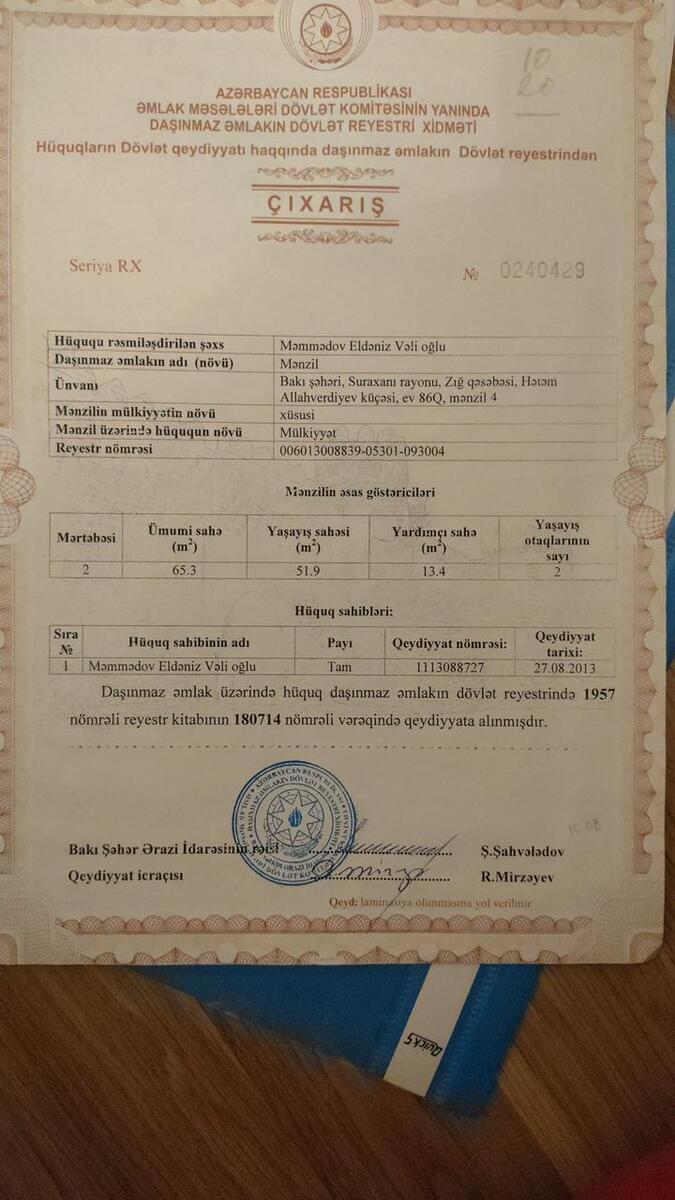 10
20
AZƏRBAYCAN RESPUBLİKASI
ƏMLAK MƏSƏLƏLƏRİ DÖVLƏT KOMİTƏSİNİN YANINDA
DAŞINMAZ ƏMLAKIN DÖVLƏT REYESTRİ XİDMƏTİ
Hüquqların Dövlət qeydiyyatı haqqında daşınmaz əmlakın Dövlət reyestrindən
ÇIXARIŞ
Seriya RX № 0240429
Hüququ rəsmiləşdirilən şəxs Məmmədov Eldəniz Vəli oğlu
Daşınmaz əmlakın adı (növü) Mənzil
Ünvanı Bakı şəhəri, Suraxanı rayonu, Zığ qəsəbəsi, Hətəm
Allahverdiyev küçəsi, ev 86Q, mənzil 4
Mənzilin mülkiyyətin növü xüsusi
Mənzil üzərində hüququn növü Mülkiyyət
Reyestr nömrəsi 006013008839-05301-093004
Mənzilin əsas göstəriciləri
Mərtəbəsi Ümumi sahə (m²) Yaşayış sahəsi (m²) Yardımçı sahə (m²) Yaşayış otaqlarının sayı
2 65.3 51.9 13.4 2
Hüquq sahibləri:
Sıra № Hüquq sahibinin adı Payı Qeydiyyat nömrəsi: Qeydiyyat tarixi:
1 Məmmədov Eldəniz Vəli oğlu Tam 1113088727 27.08.2013
Daşınmaz əmlak üzərində hüquq daşınmaz əmlakın dövlət reyestrində 1957
nömrəli reyestr kitabının 180714 nömrəli vərəqində qeydiyyata alınmışdır.
Bakı Şəhər Ərazi İdarəsinin rəisi Ş.Şahvələdov
Qeydiyyat icraçısı R.Mirzəyev
Qeyd: laminasiya olunmasına yol verilmir
15.08
Quick5